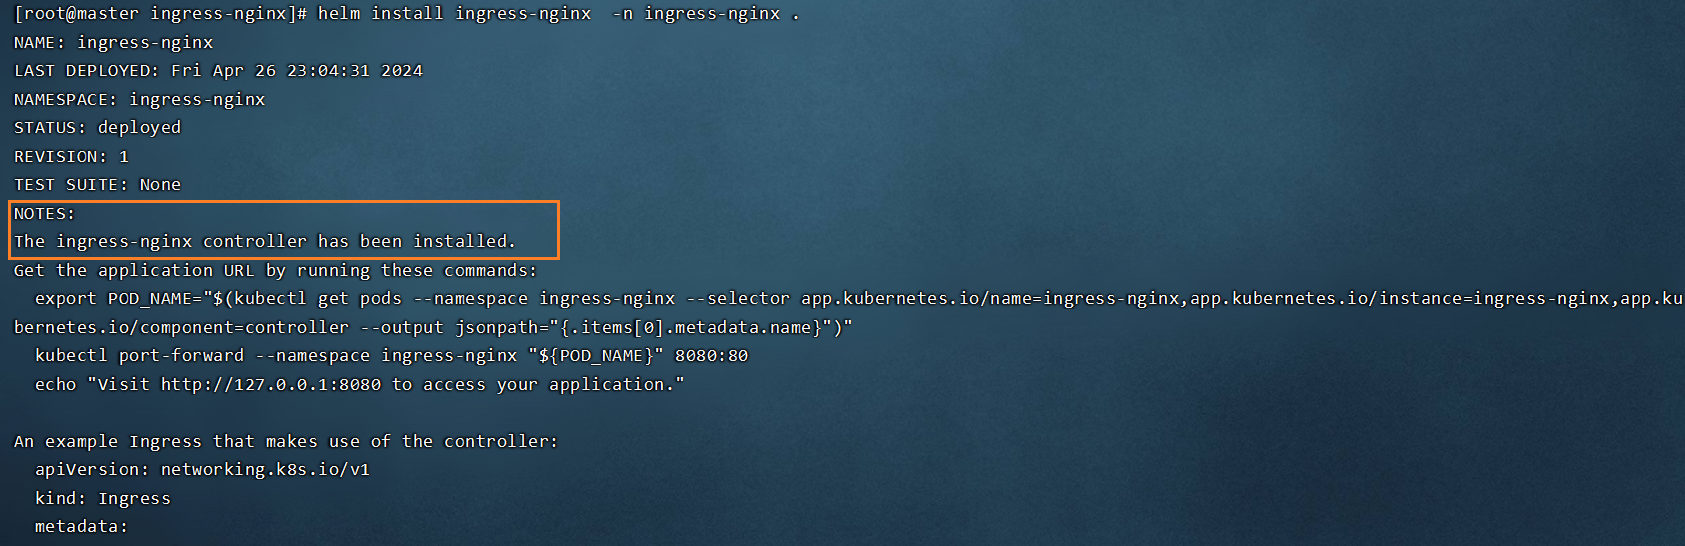 [root@master ingress-nginx]# helm install ingress-nginx  -n ingress-nginx .
NAME: ingress-nginx
LAST DEPLOYED: Fri Apr 26 23:04:31 2024
NAMESPACE: ingress-nginx
STATUS: deployed
REVISION: 1
TEST SUITE: None
NOTES:
The ingress-nginx controller has been installed.
Get the application URL by running these commands:
  export POD_NAME="$(kubectl get pods --namespace ingress-nginx --selector app.kubernetes.io/name=ingress-nginx,app.kubernetes.io/instance=ingress-nginx,app.ku
bernetes.io/component=controller --output jsonpath="{.items[0].metadata.name}")"
  kubectl port-forward --namespace ingress-nginx "${POD_NAME}" 8080:80
  echo "Visit http://127.0.0.1:8080 to access your application."

An example Ingress that makes use of the controller:
  apiVersion: networking.k8s.io/v1
  kind: Ingress
  metadata: